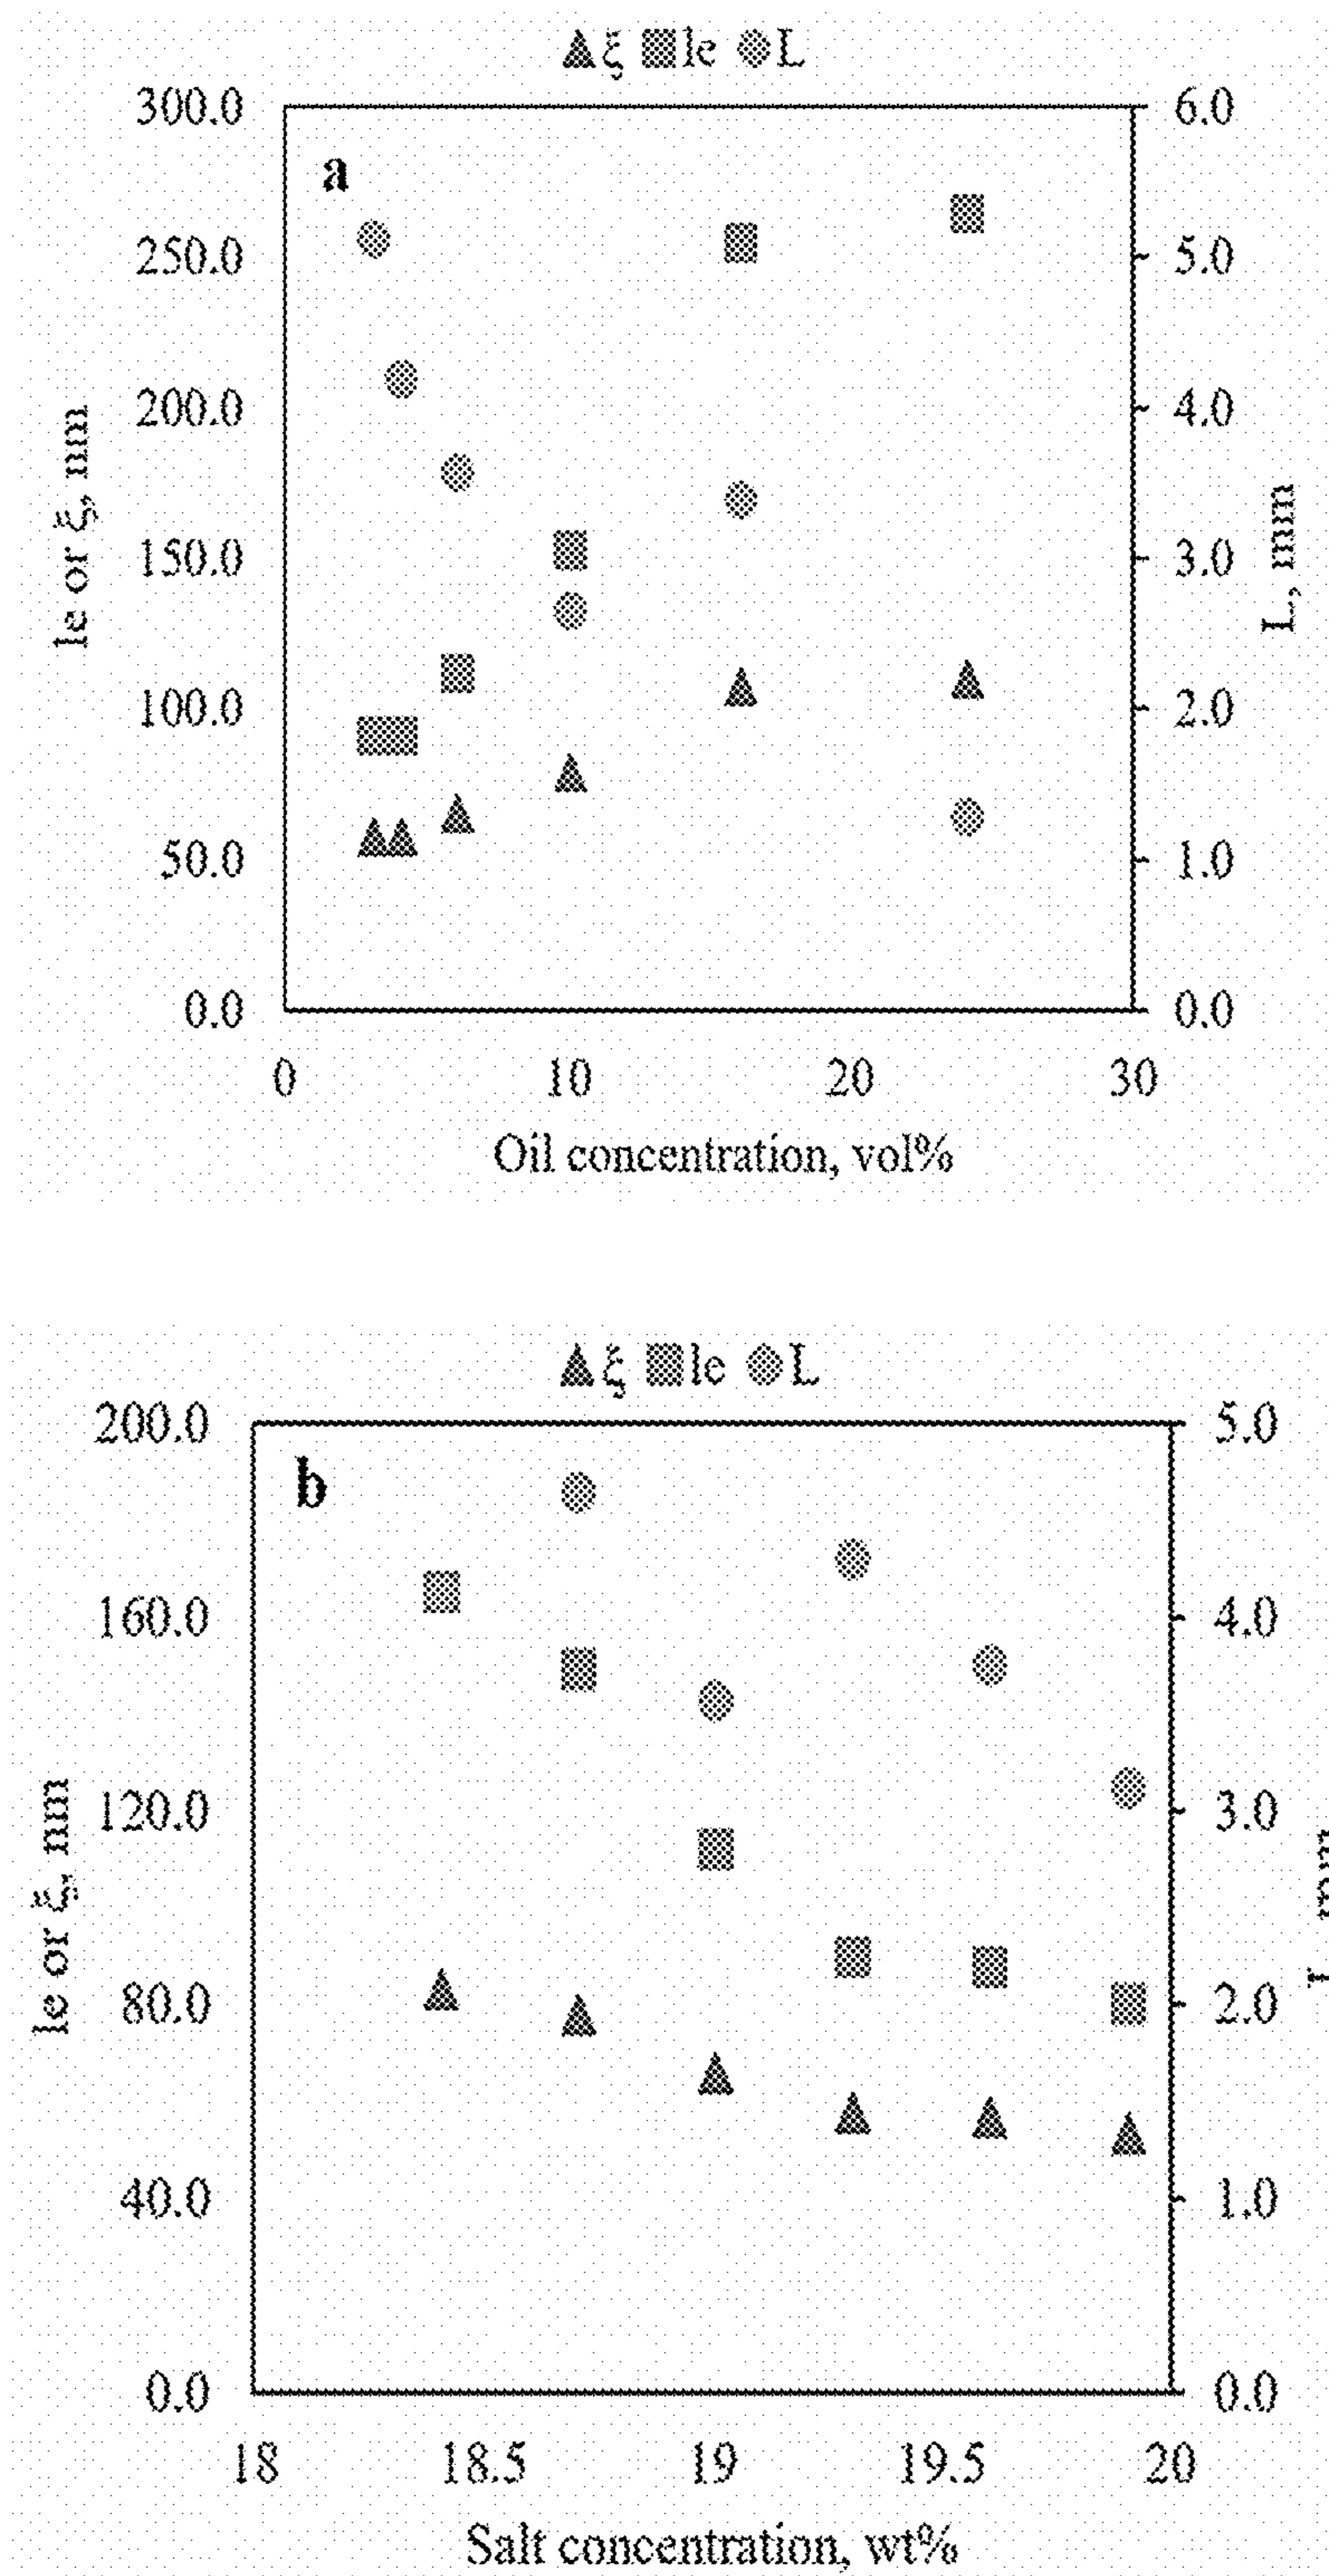 ξ le L
300.0
250.0
200.0
150.0
100.0
50.0
0.0
le or ξ, nm
a
6.0
5.0
4.0
3.0
2.0
1.0
0.0
L, mm
0 10 20 30
Oil concentration, vol%
ξ le L
200.0
160.0
120.0
80.0
40.0
0.0
le or ξ, nm
b
5.0
4.0
3.0
2.0
1.0
0.0
18 18.5 19 19.5 20
Salt concentration, wt%